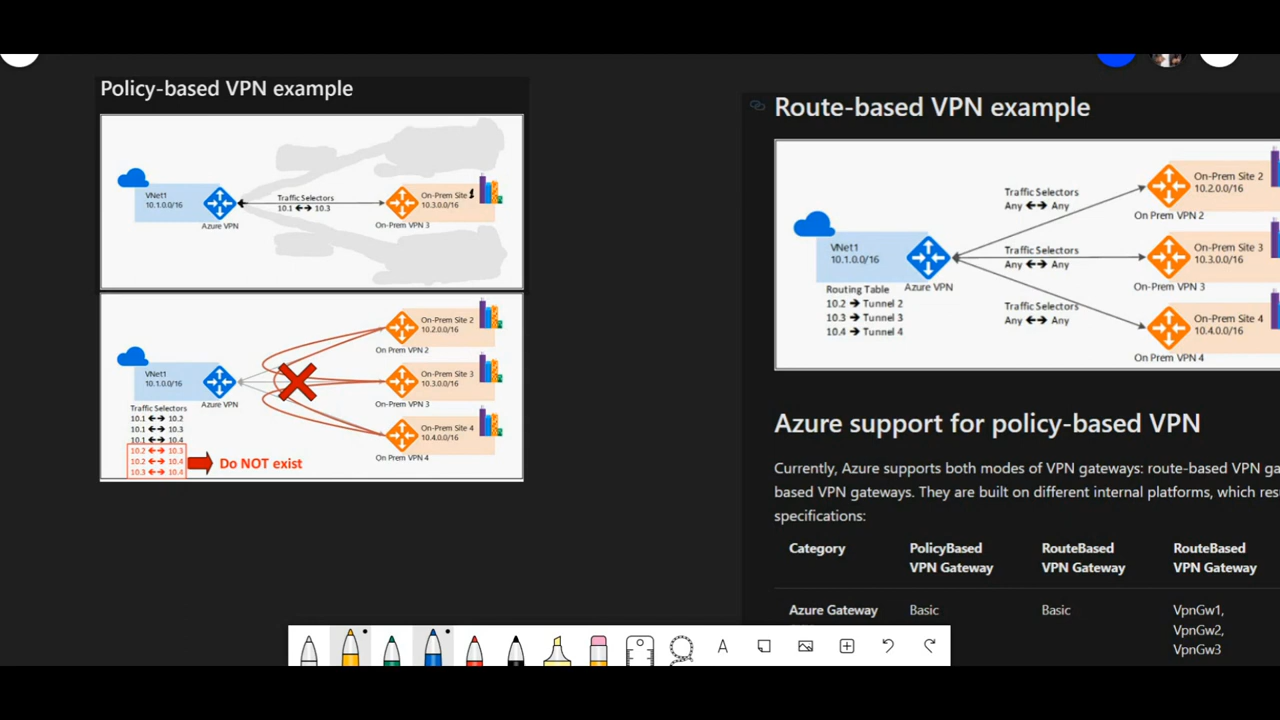 Policy-based VPN example
VNet1
10.1.0.0/16
Azure VPN
Traffic Selectors
10.1 ←→ 10.3
On-Prem Site
10.3.0.0/16
On-Prem VPN 3
VNet1
10.1.0.0/16
Azure VPN
Traffic Selectors
10.1 ←→ 10.2
10.1 ←→ 10.3
10.1 ←→ 10.4
10.2 ←→ 10.3
10.2 ←→ 10.4
10.3 ←→ 10.4
Do NOT exist
On-Prem Site 2
10.2.0.0/16
On Prem VPN 2
On-Prem Site 3
10.3.0.0/16
On-Prem VPN 3
On-Prem Site 4
10.4.0.0/16
On Prem VPN 4
Route-based VPN example
VNet1
10.1.0.0/16
Azure VPN
Routing Table
10.2 → Tunnel 2
10.3 → Tunnel 3
10.4 → Tunnel 4
Traffic Selectors
Any ←→ Any
Traffic Selectors
Any ←→ Any
Traffic Selectors
Any ←→ Any
On-Prem Site 2
10.2.0.0/16
On Prem VPN 2
On-Prem Site 3
10.3.0.0/16
On-Prem VPN 3
On-Prem Site 4
10.4.0.0/16
On Prem VPN 4
Azure support for policy-based VPN
Currently, Azure supports both modes of VPN gateways: route-based VPN ga
based VPN gateways. They are built on different internal platforms, which res
specifications:
Category PolicyBased RouteBased RouteBased
VPN Gateway VPN Gateway VPN Gateway
Azure Gateway Basic Basic VpnGw1,
VpnGw2,
VpnGw3
A